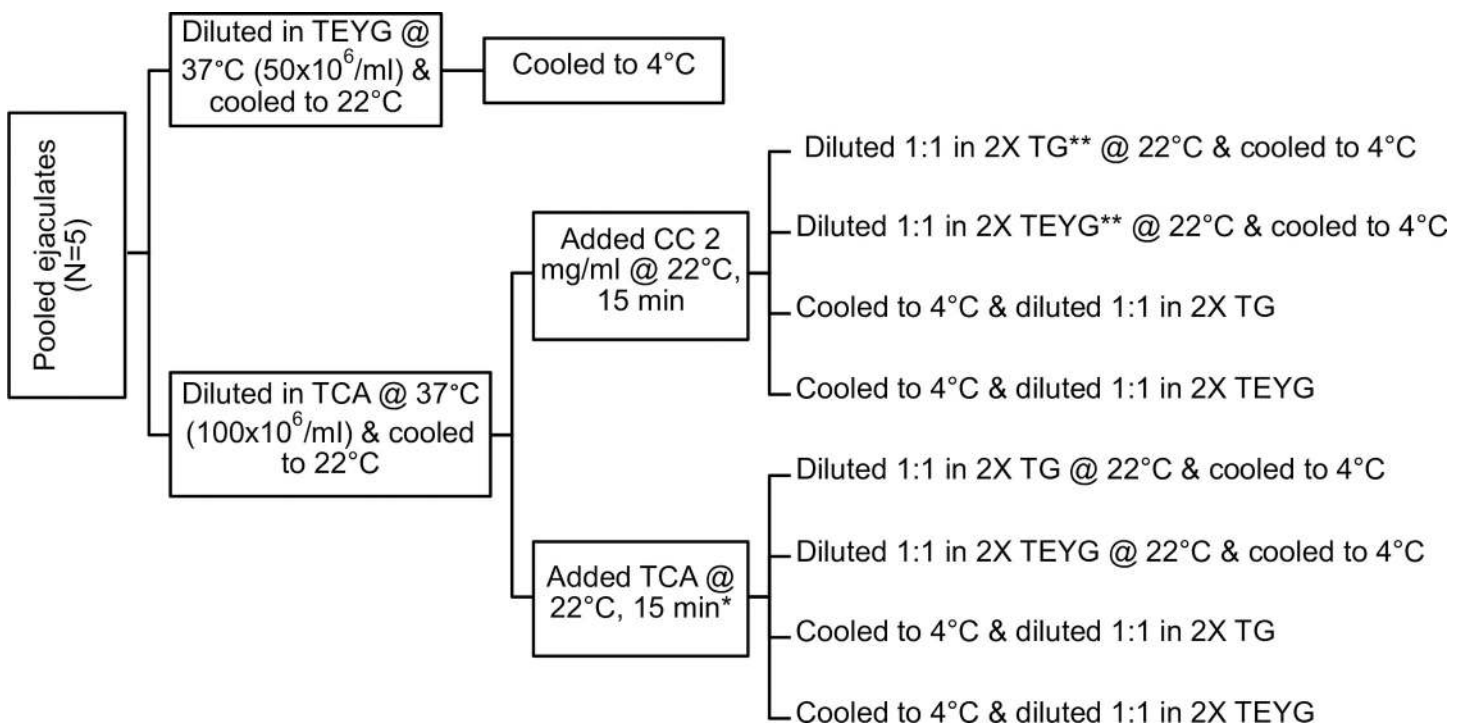 Pooled ejaculates
(N=5)
Diluted in TEYG @
37°C (50x10⁶/ml) &
cooled to 22°C
Cooled to 4°C
Diluted in TCA @ 37°C
(100x10⁶/ml) & cooled
to 22°C
Added CC 2
mg/ml @ 22°C,
15 min
Diluted 1:1 in 2X TG** @ 22°C & cooled to 4°C
Diluted 1:1 in 2X TEYG** @ 22°C & cooled to 4°C
Cooled to 4°C & diluted 1:1 in 2X TG
Cooled to 4°C & diluted 1:1 in 2X TEYG
Added TCA @
22°C, 15 min*
Diluted 1:1 in 2X TG @ 22°C & cooled to 4°C
Diluted 1:1 in 2X TEYG @ 22°C & cooled to 4°C
Cooled to 4°C & diluted 1:1 in 2X TG
Cooled to 4°C & diluted 1:1 in 2X TEYG